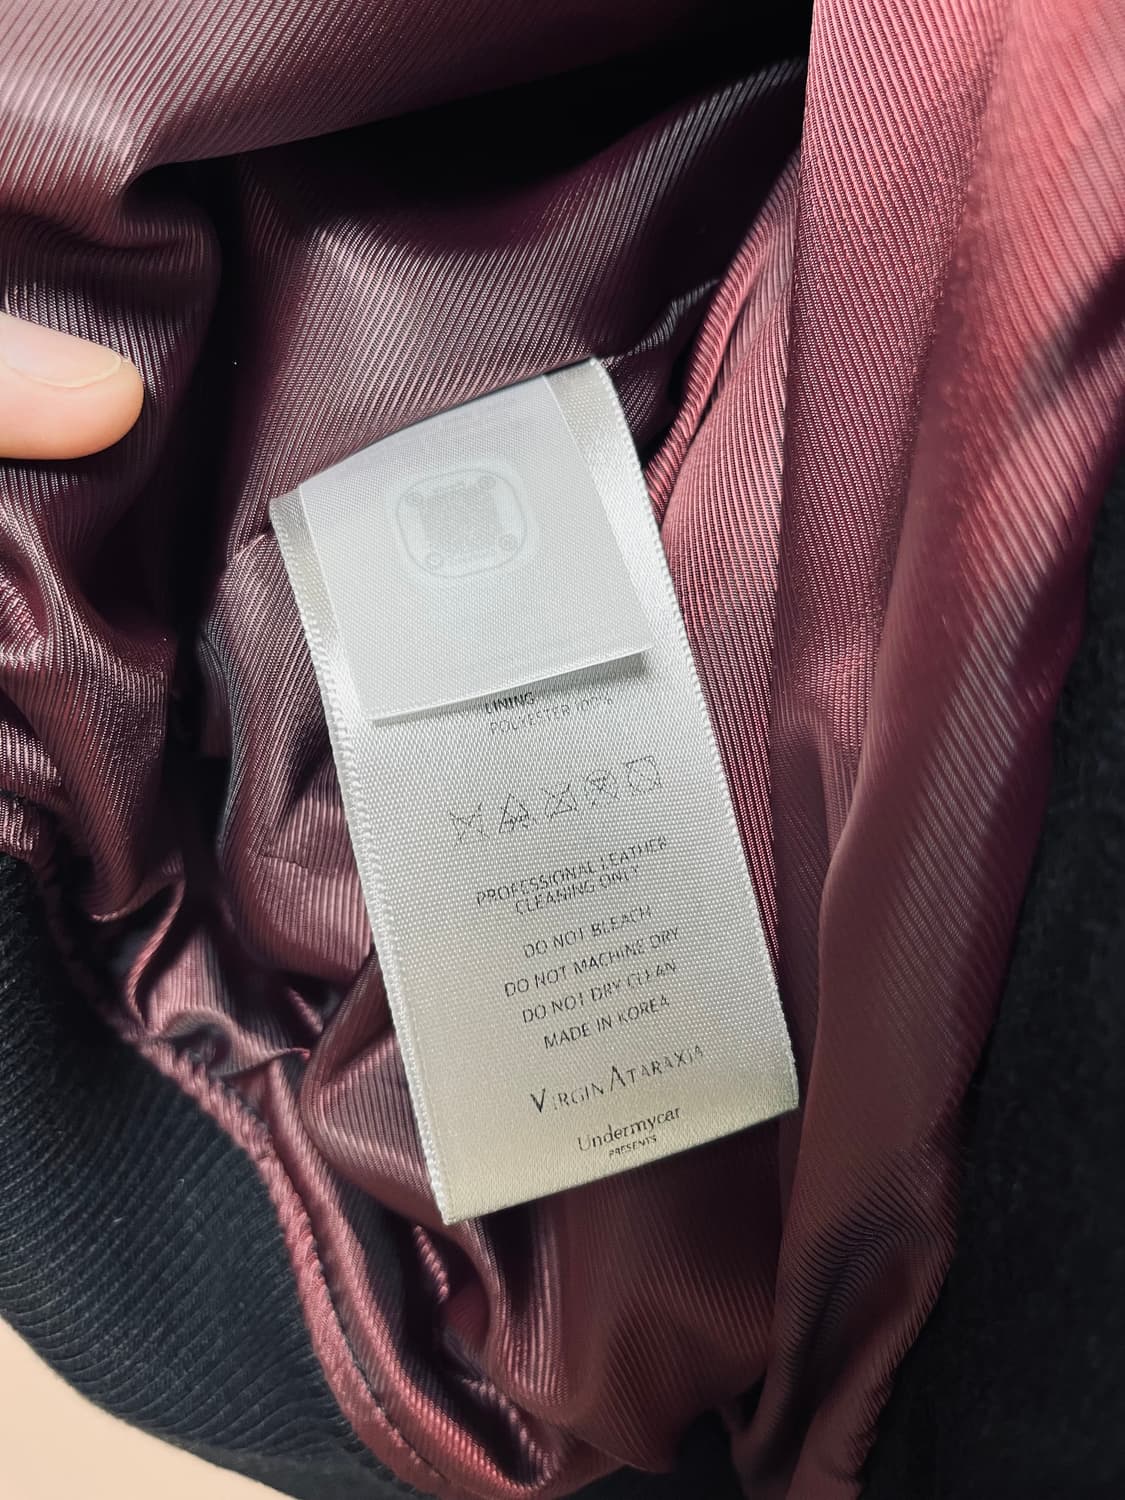 LINING
POLYESTER 100%
PROFESSIONAL LEATHER
CLEANING ONLY
DO NOT BLEACH
DO NOT MACHINE DRY
DO NOT DRY CLEAN
MADE IN KOREA
VIRGIN ATARAXIA
Undermycar
PRESENTS